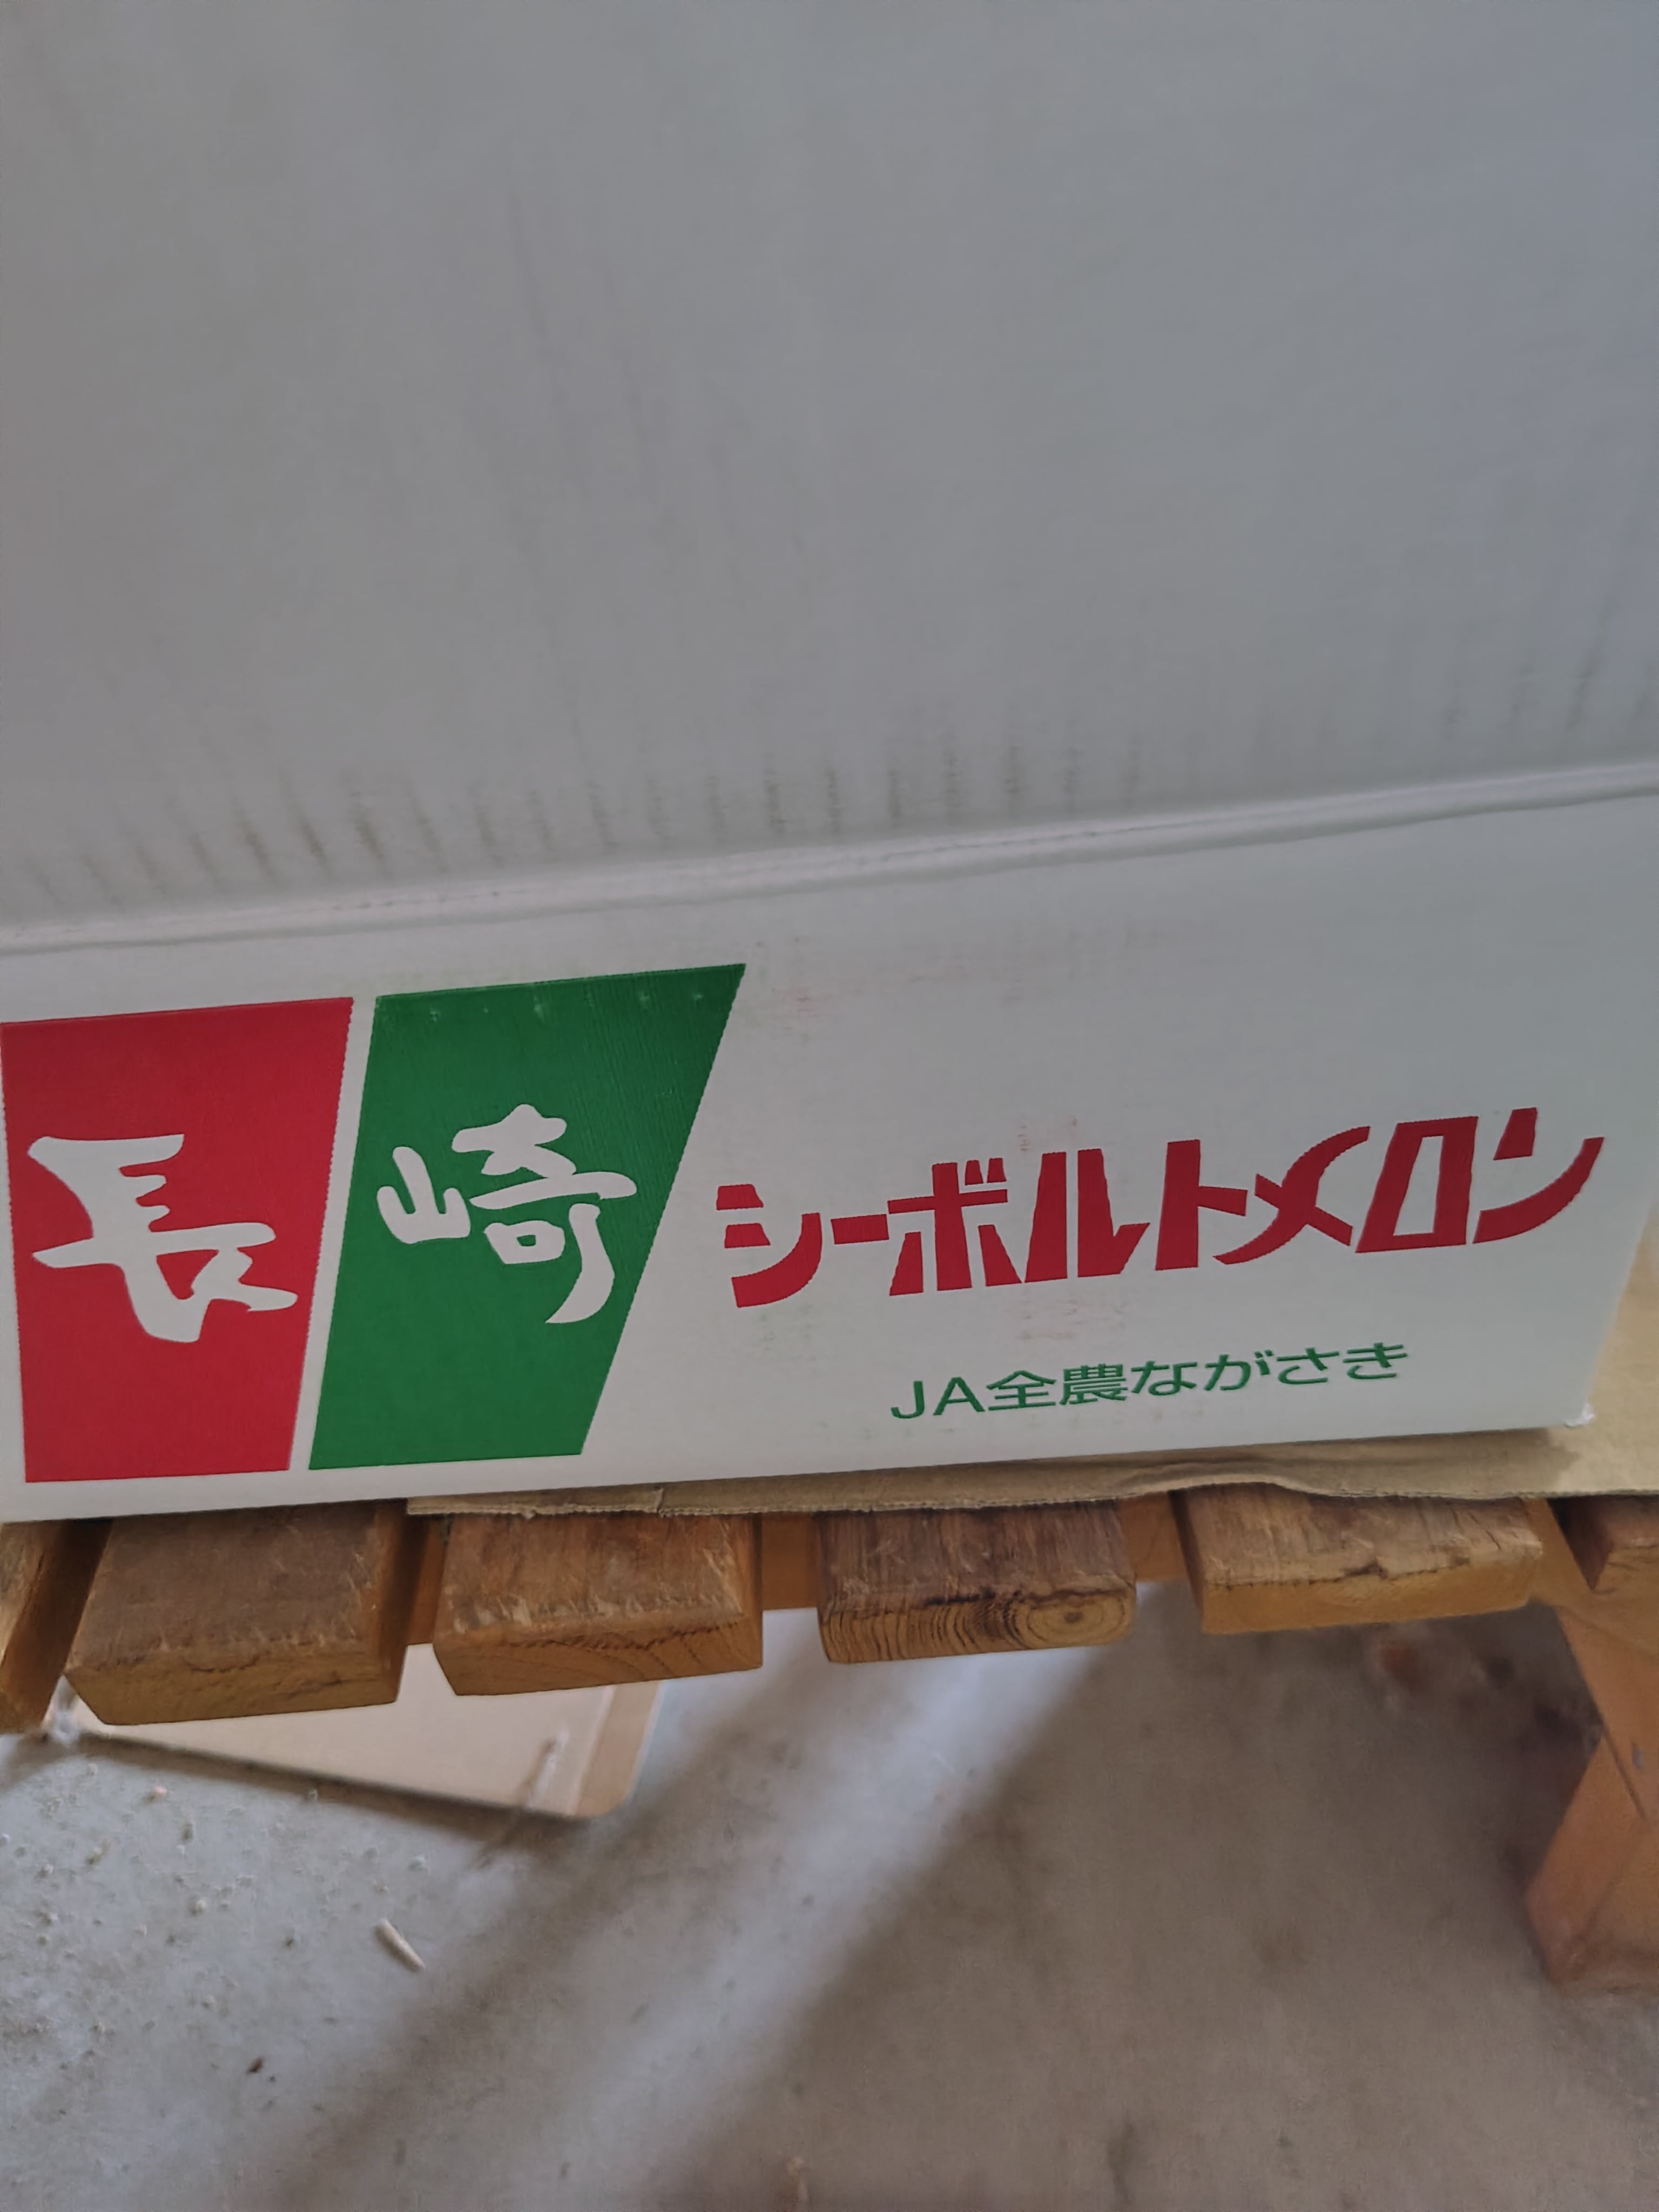 長崎 シーボルトメロン
JA全農ながさき